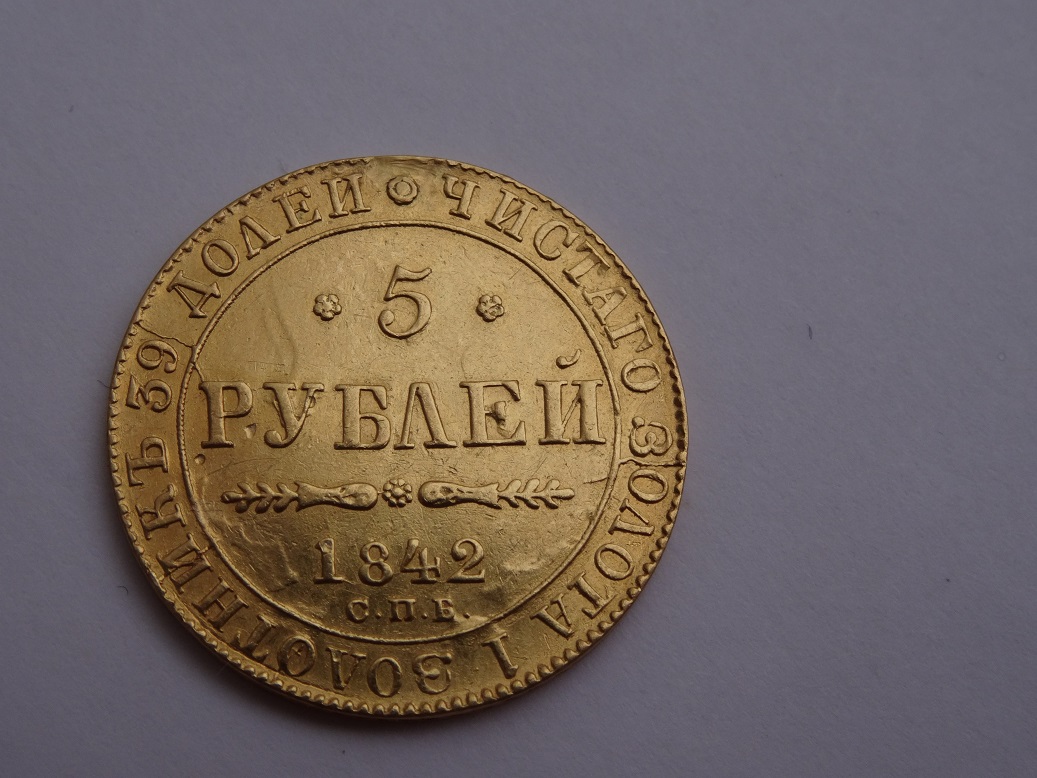 ЧИСТАГО ЗОЛОТА 1 ЗОЛОТНИКЪ 39 ДОЛЕЙ
5
РУБЛЕЙ
1842
С.П.Б.